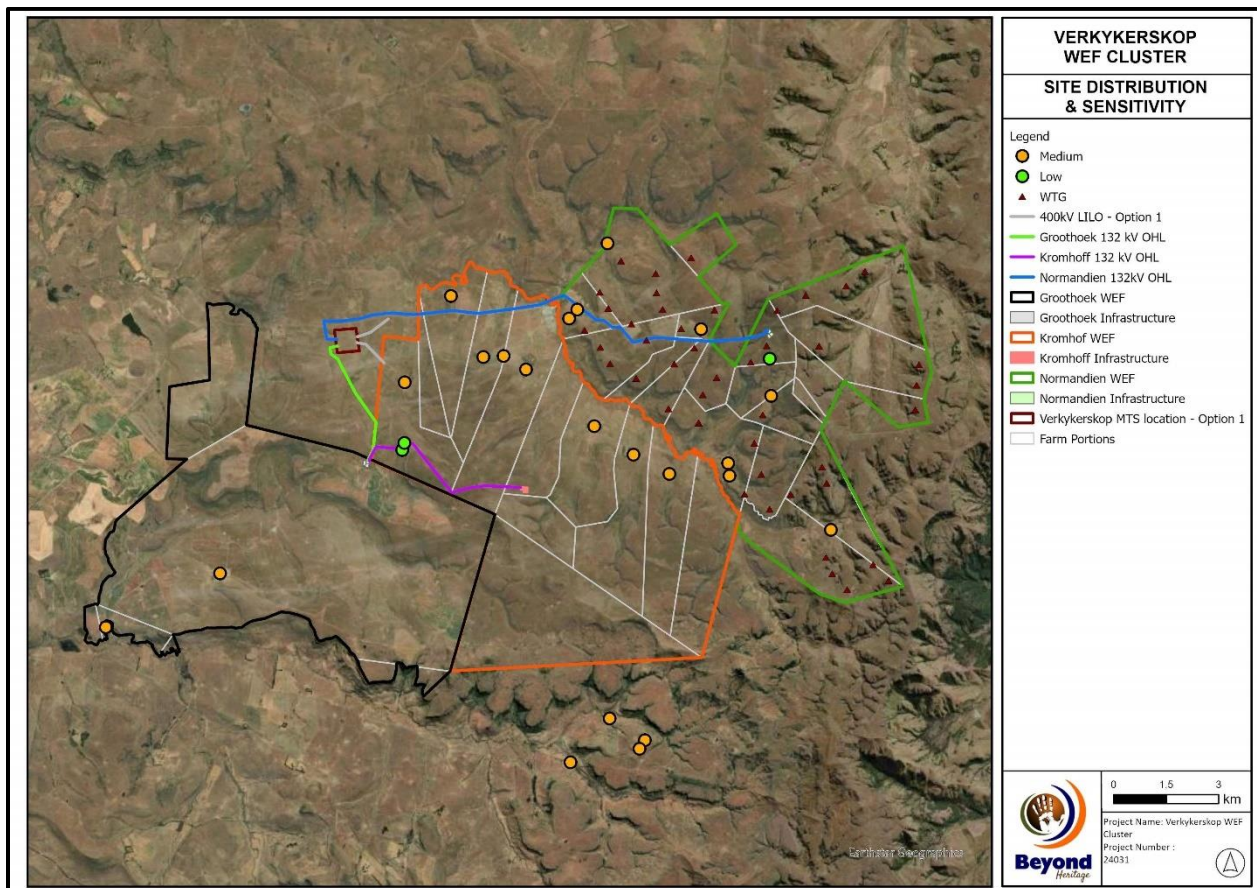 VERKYKERSKOP
WEF CLUSTER
SITE DISTRIBUTION
& SENSITIVITY
Legend
Medium
Low
WTG
400kV LILO - Option 1
Groothoek 132 kV OHL
Kromhoff 132 kV OHL
Normandien 132kV OHL
Groothoek WEF
Groothoek Infrastructure
Kromhof WEF
Kromhoff Infrastructure
Normandien WEF
Normandien Infrastructure
Verkykerskop MTS location - Option 1
Farm Portions
Earthstar Geographics
0 1.5 3
km
Project Name: Verkykerskop WEF
Cluster
Project Number :
24031
Beyond
Heritage